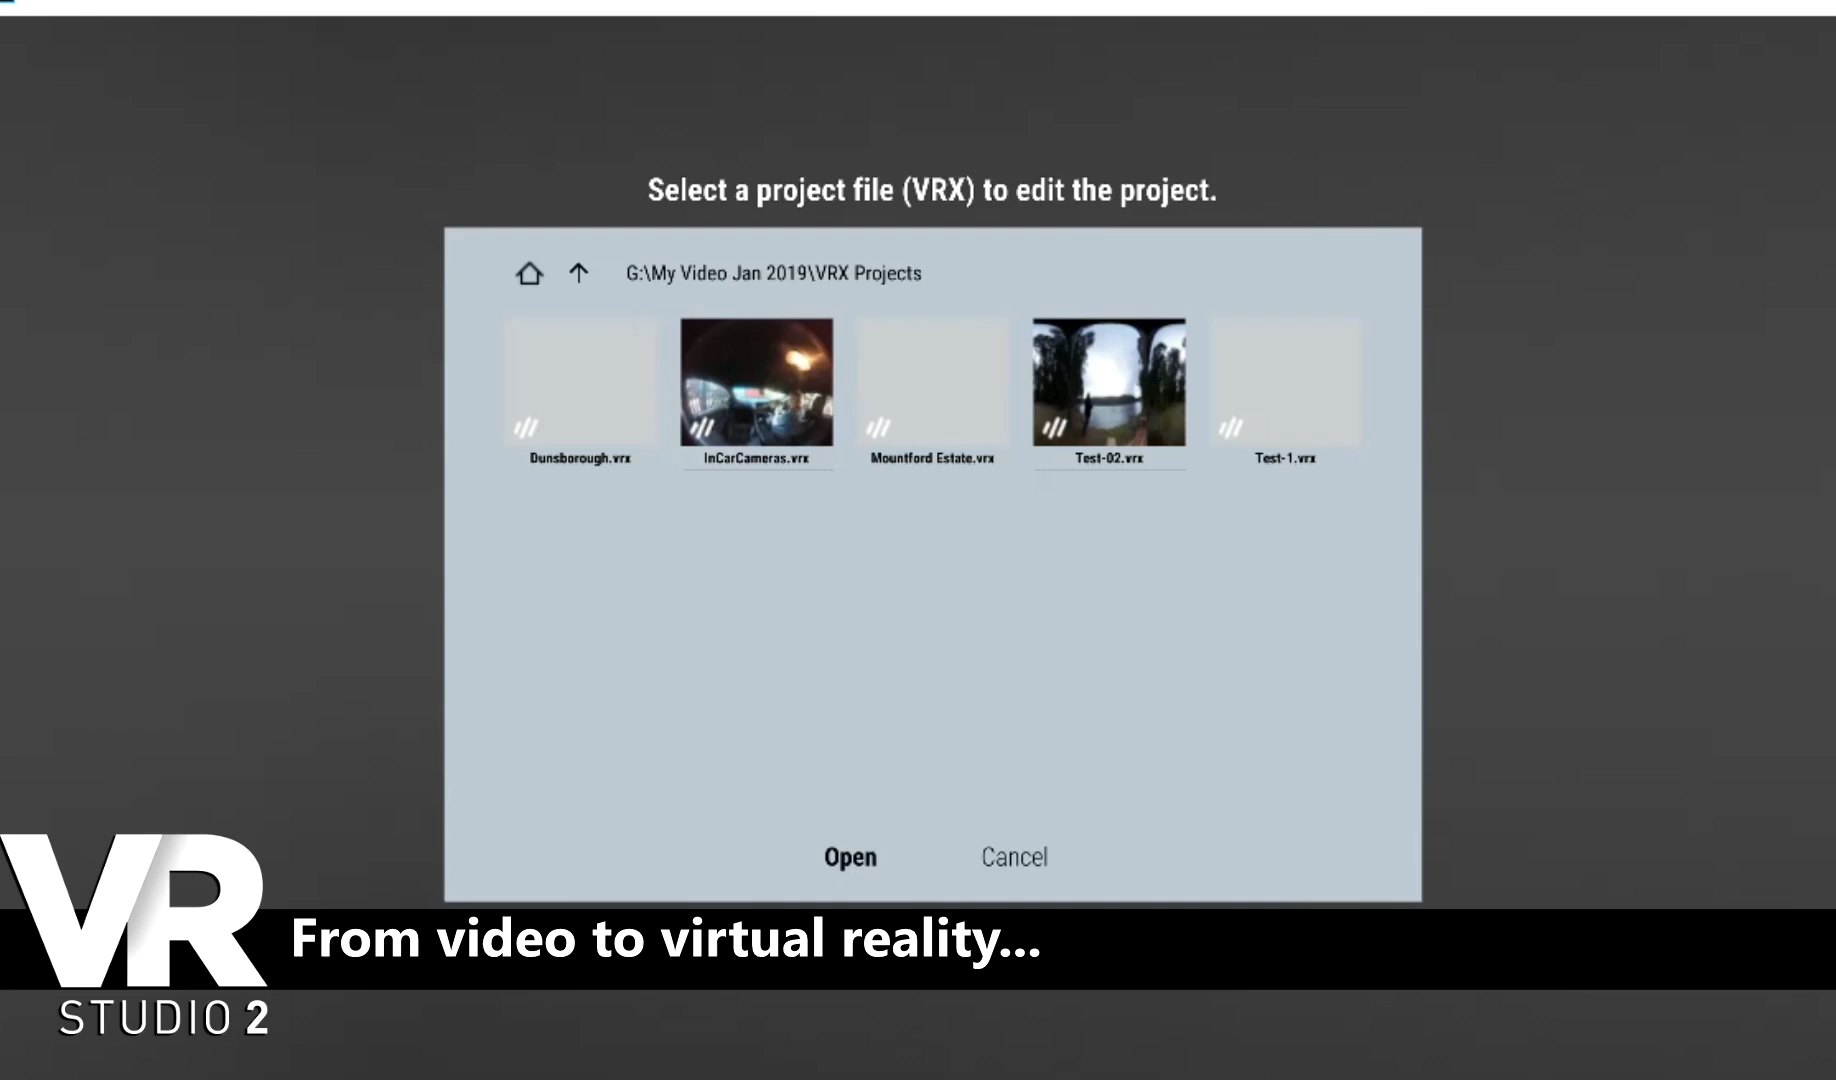 Select a project file (VRX) to edit the project.
G:\My Video Jan 2019\VRX Projects
Dunsborough.vrx
InCarCameras.vrx
Mountford Estate.vrx
Test-02.vrx
Test-1.vrx
Open
Cancel
VR
STUDIO 2
From video to virtual reality...